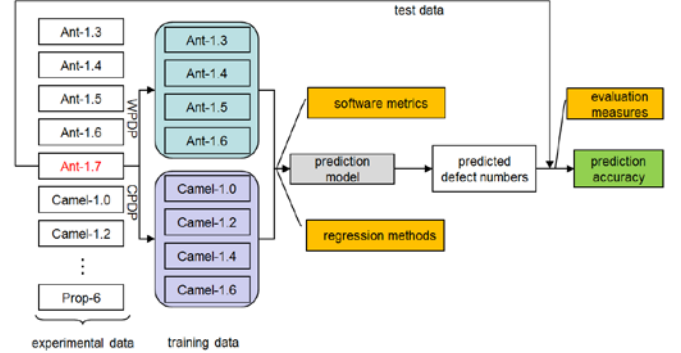 test data
Ant-1.3
Ant-1.4
Ant-1.5
Ant-1.6
Ant-1.7
Camel-1.0
Camel-1.2
⋮
Prop-6
experimental data
WPDP
CPDP
Ant-1.3
Ant-1.4
Ant-1.5
Ant-1.6
Camel-1.0
Camel-1.2
Camel-1.4
Camel-1.6
training data
software metrics
prediction
model
regression methods
predicted
defect numbers
evaluation
measures
prediction
accuracy